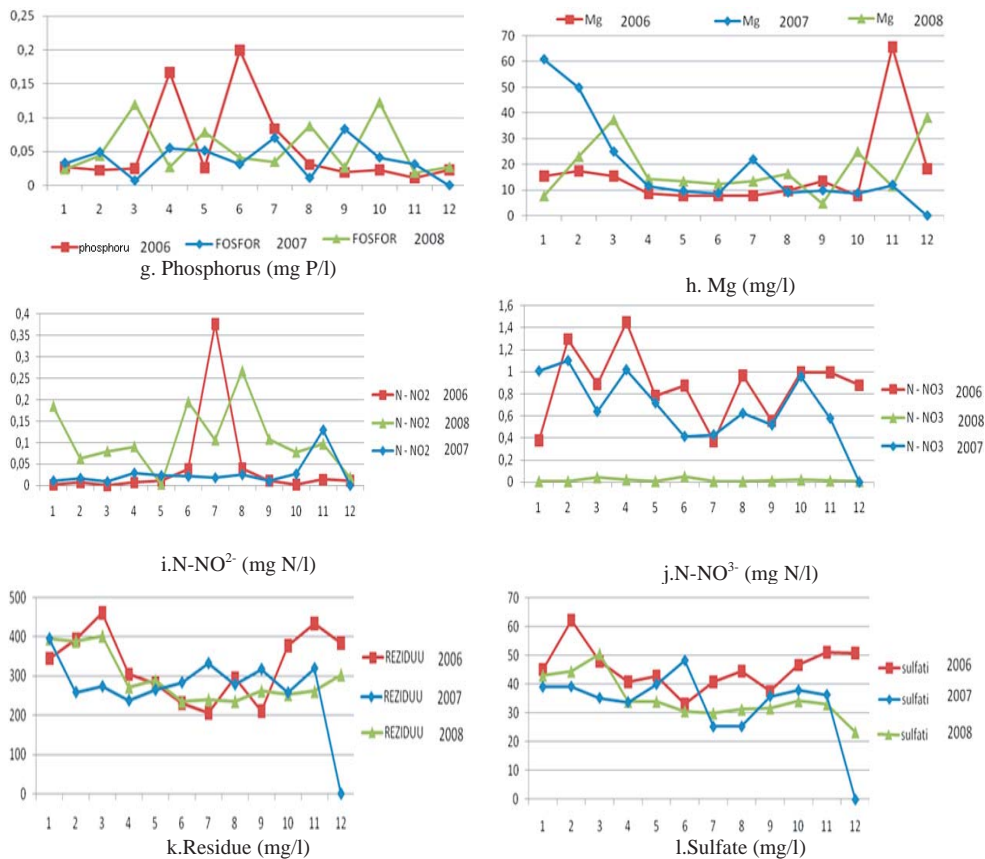 0,25
0,2
0,15
0,1
0,05
0
1 2 3 4 5 6 7 8 9 10 11 12
phosphoru 2006 FOSFOR 2007 FOSFOR 2008
g. Phosphorus (mg P/l)
Mg 2006 Mg 2007 Mg 2008
70
60
50
40
30
20
10
0
1 2 3 4 5 6 7 8 9 10 11 12
h. Mg (mg/l)
0,4
0,35
0,3
0,25
0,2
0,15
0,1
0,05
0
1 2 3 4 5 6 7 8 9 10 11 12
N - NO2 2006
N - NO2 2008
N - NO2 2007
i.N-NO²⁻ (mg N/l)
1,6
1,4
1,2
1
0,8
0,6
0,4
0,2
0
1 2 3 4 5 6 7 8 9 10 11 12
N - NO3 2006
N - NO3 2008
N - NO3 2007
j.N-NO³⁻ (mg N/l)
500
400
300
200
100
0
1 2 3 4 5 6 7 8 9 10 11 12
REZIDUU 2006
REZIDUU 2007
REZIDUU 2008
k.Residue (mg/l)
70
60
50
40
30
20
10
0
1 2 3 4 5 6 7 8 9 10 11 12
sulfati 2006
sulfati 2007
sulfati 2008
l.Sulfate (mg/l)